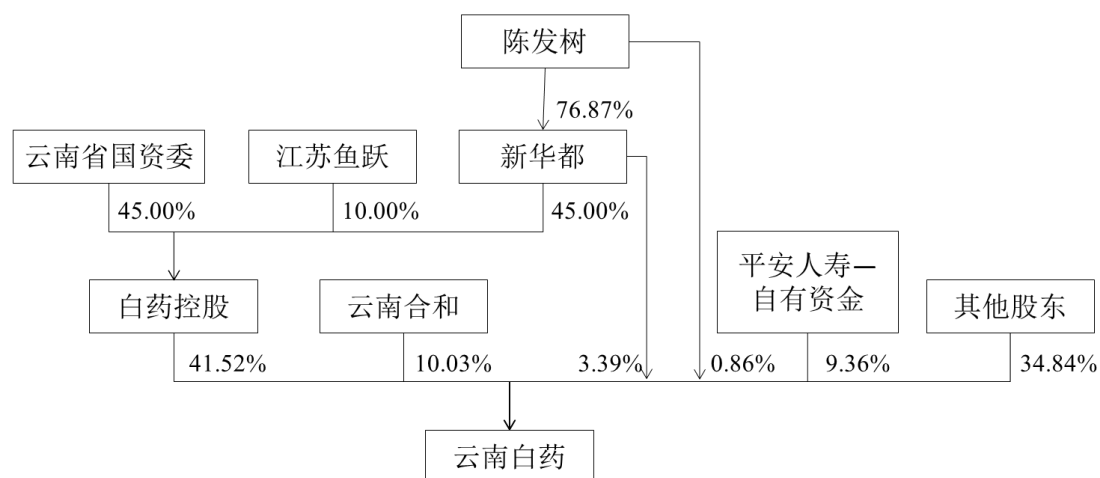 陈发树
76.87%
云南省国资委
江苏鱼跃
新华都
45.00%
10.00%
45.00%
平安人寿—
自有资金
白药控股
云南合和
其他股东
41.52%
10.03%
3.39%
0.86%
9.36%
34.84%
云南白药